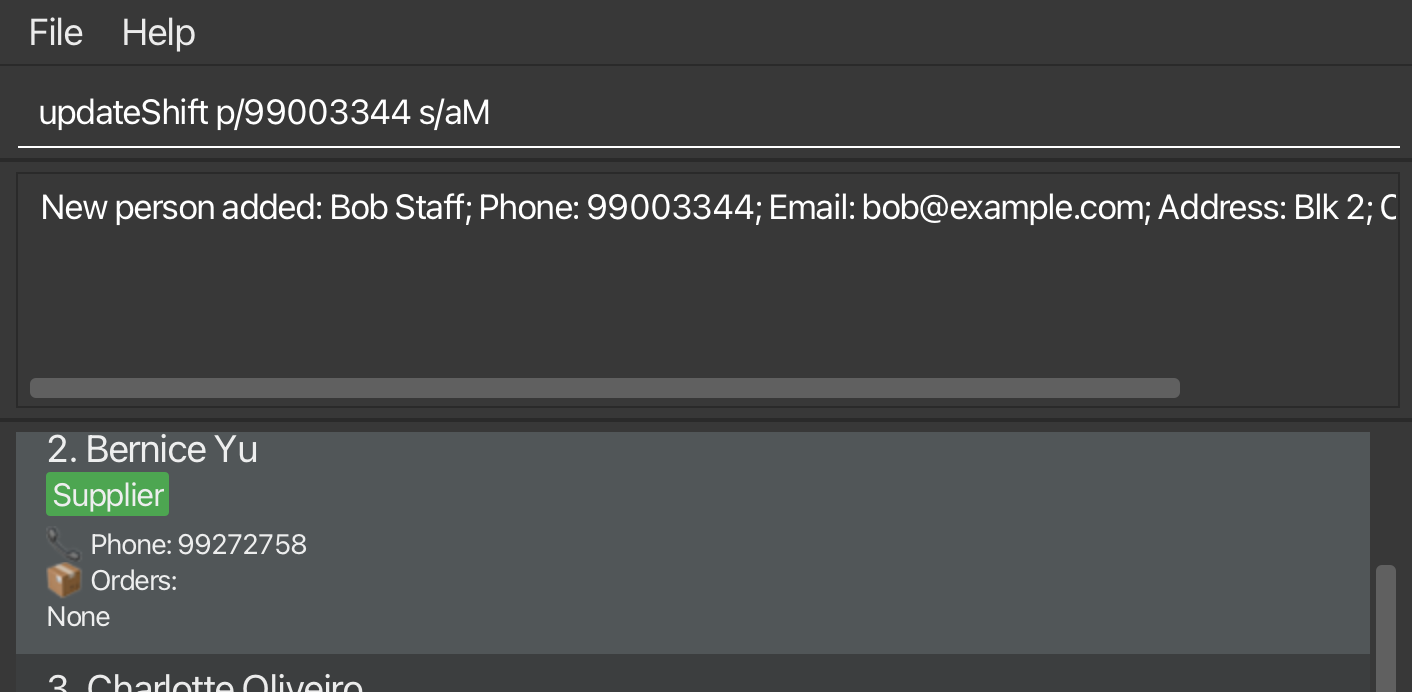 File Help
updateShift p/99003344 s/aM
New person added: Bob Staff; Phone: 99003344; Email: bob@example.com; Address: Blk 2;
2. Bernice Yu
Supplier
Phone: 99272758
Orders:
None
3. Charlotte Oliveiro